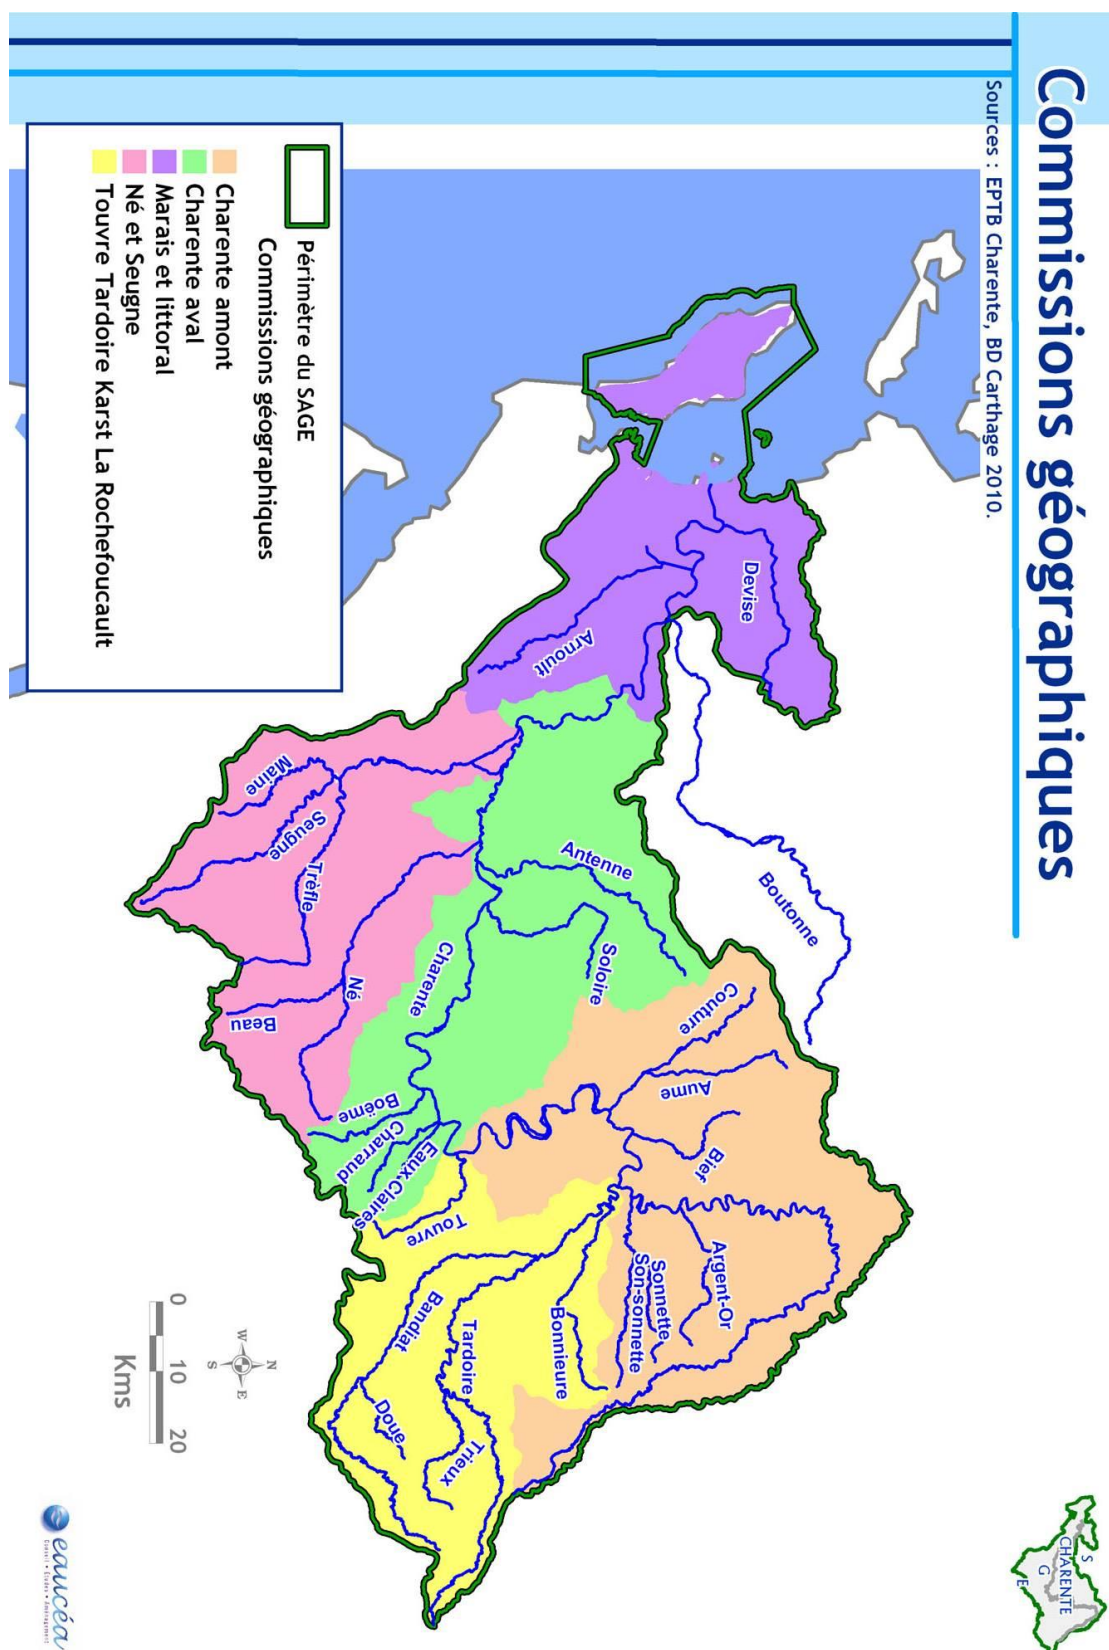 Commissions géographiques
Sources : EPTB Charente, BD Carthage 2010.
Périmètre du SAGE
Commissions géographiques
Charente amont
Charente aval
Marais et littoral
Né et Seugne
Touvre Tardoire Karst La Rochefoucault
Devise
Arnoult
Boutonne
Antenne
Soloire
Charente
Maine
Seugne
Trèfle
Né
Beau
Couture
Aume
Bief
Argent-Or
Sonnette
Son-sonnette
Bonnieure
Boëme
Charraud
Eaux Claires
Touvre
Bandiat
Tardoire
Trieux
Doue
N
W
E
S
0 10 20
Kms
S
CHARENTE
G
E
eaucéa
Conseil • Etudes • Aménagement